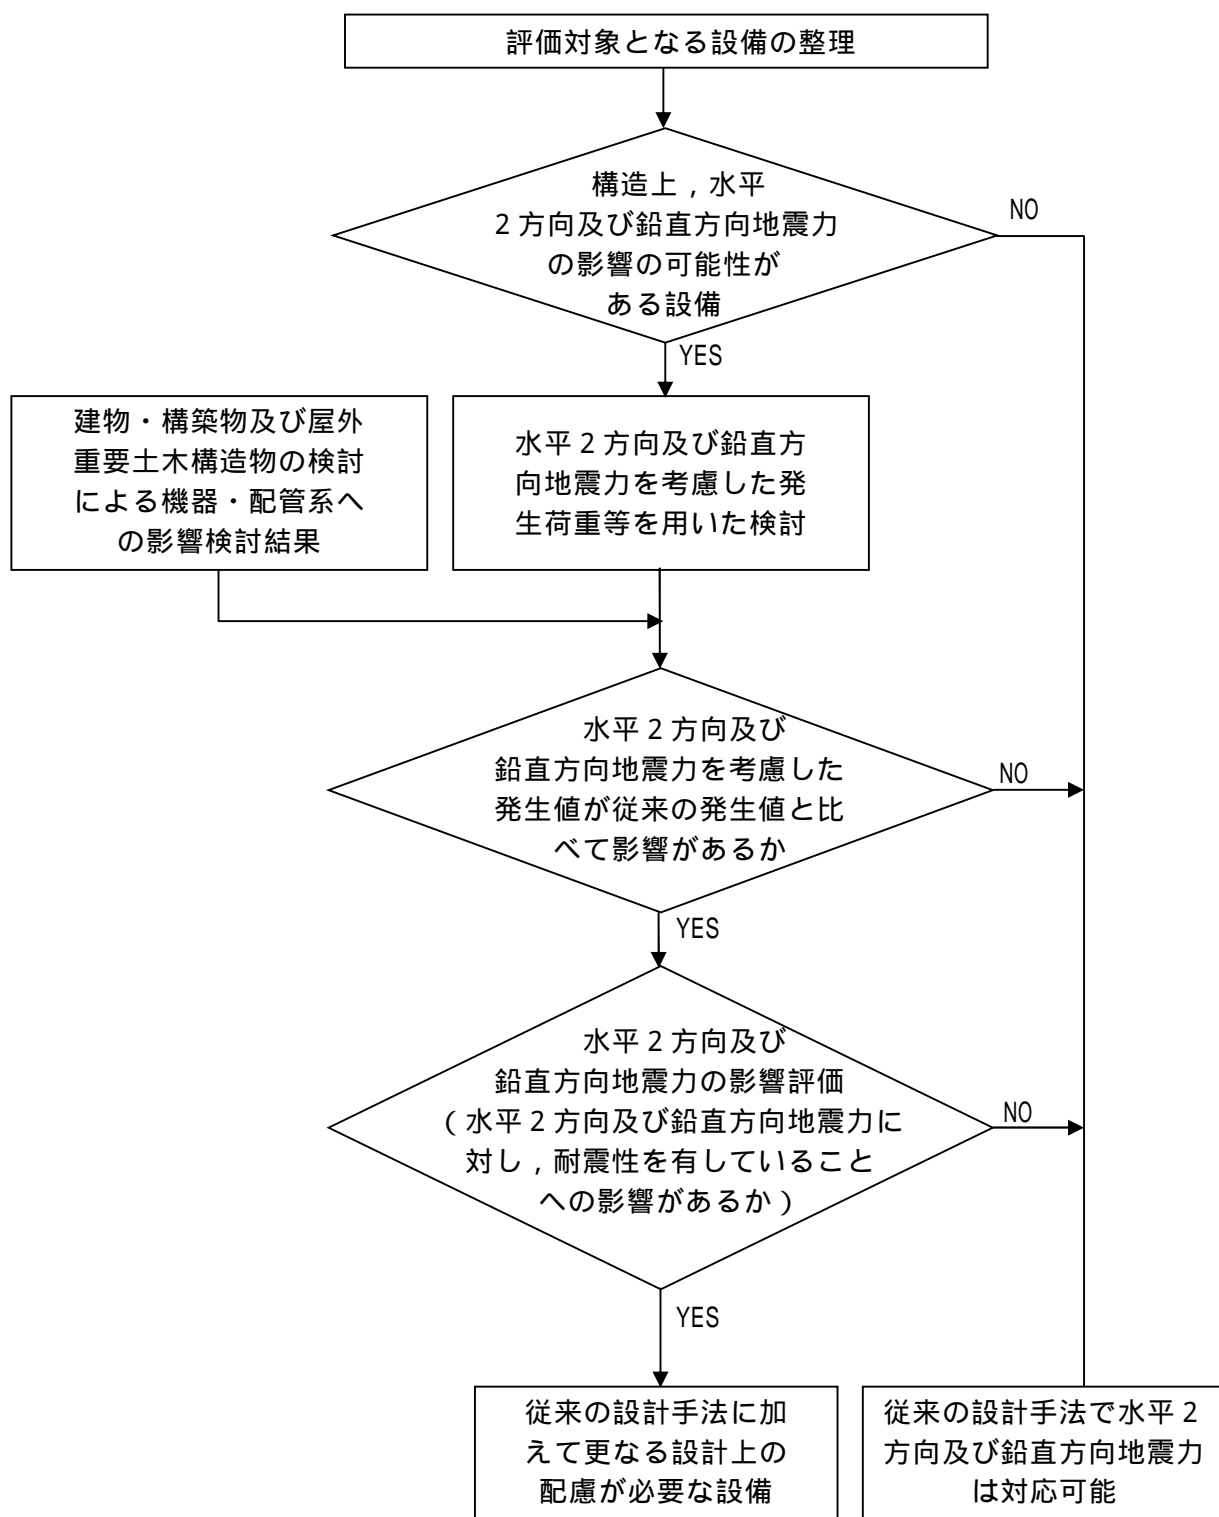 評価対象となる設備の整理
構造上，水平
２方向及び鉛直方向地震力
の影響の可能性が
ある設備
NO
YES
建物・構築物及び屋外
重要土木構造物の検討
による機器・配管系へ
の影響検討結果
水平２方向及び鉛直方
向地震力を考慮した発
生荷重等を用いた検討
水平２方向及び
鉛直方向地震力を考慮した
発生値が従来の発生値と比
べて影響があるか
NO
YES
水平２方向及び
鉛直方向地震力の影響評価
（水平２方向及び鉛直方向地震力に
対し，耐震性を有していること
への影響があるか）
NO
YES
従来の設計手法に加
えて更なる設計上の
配慮が必要な設備
従来の設計手法で水平２
方向及び鉛直方向地震力
は対応可能